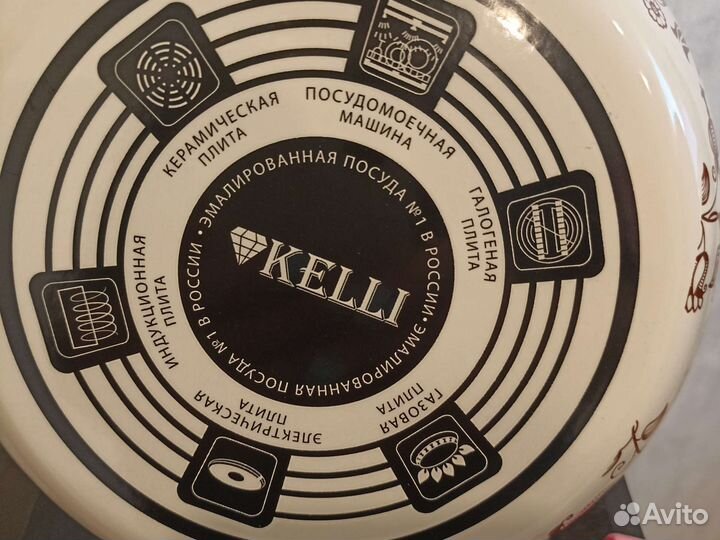 KELLI
ЭМАЛИРОВАННАЯ ПОСУДА №1 В РОССИИ • ЭМАЛИРОВАННАЯ ПОСУДА №1 В РОССИИ •
КЕРАМИЧЕСКАЯ
ПЛИТА
ПОСУДОМОЕЧНАЯ
МАШИНА
ГАЛОГЕНАЯ
ПЛИТА
ГАЗОВАЯ
ПЛИТА
ЭЛЕКТРИЧЕСКАЯ
ПЛИТА
ИНДУКЦИОННАЯ
ПЛИТА
Avito